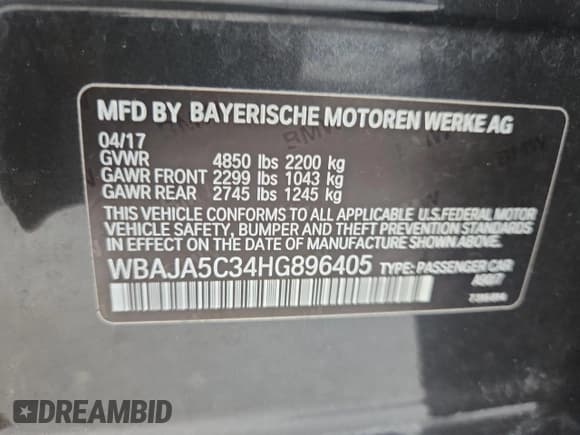 MFD BY BAYERISCHE MOTOREN WERKE AG
04/17
GVWR 4850 lbs 2200 kg
GAWR FRONT 2299 lbs 1043 kg
GAWR REAR 2745 lbs 1245 kg
THIS VEHICLE CONFORMS TO ALL APPLICABLE U.S.FEDERAL MOTOR
VEHICLE SAFETY, BUMPER AND THEFT PREVENTION STANDARDS
IN EFFECT ON THE DATE OF MANUFACTURE SHOWN ABOVE.
WBAJA5C34HG896405 TYPE: PASSENGER CAR
DREAMBID